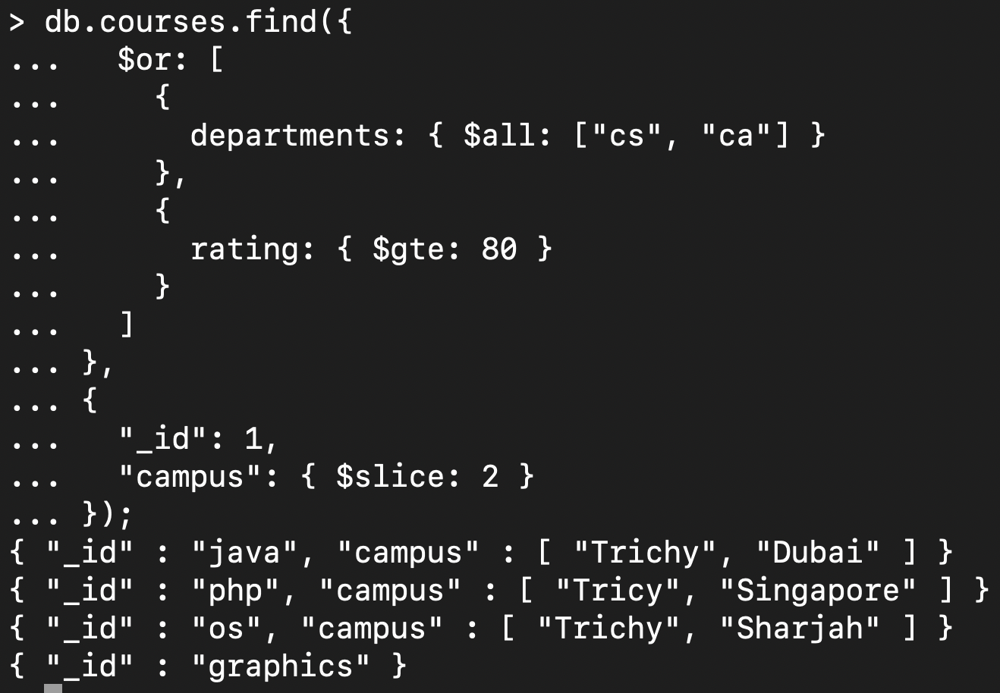 > db.courses.find({
...   $or: [
...     {
...       departments: { $all: ["cs", "ca"] }
...     },
...     {
...       rating: { $gte: 80 }
...     }
...   ]
... },
... {
...   "_id": 1,
...   "campus": { $slice: 2 }
... });
{ "_id" : "java", "campus" : [ "Trichy", "Dubai" ] }
{ "_id" : "php", "campus" : [ "Tricy", "Singapore" ] }
{ "_id" : "os", "campus" : [ "Trichy", "Sharjah" ] }
{ "_id" : "graphics" }